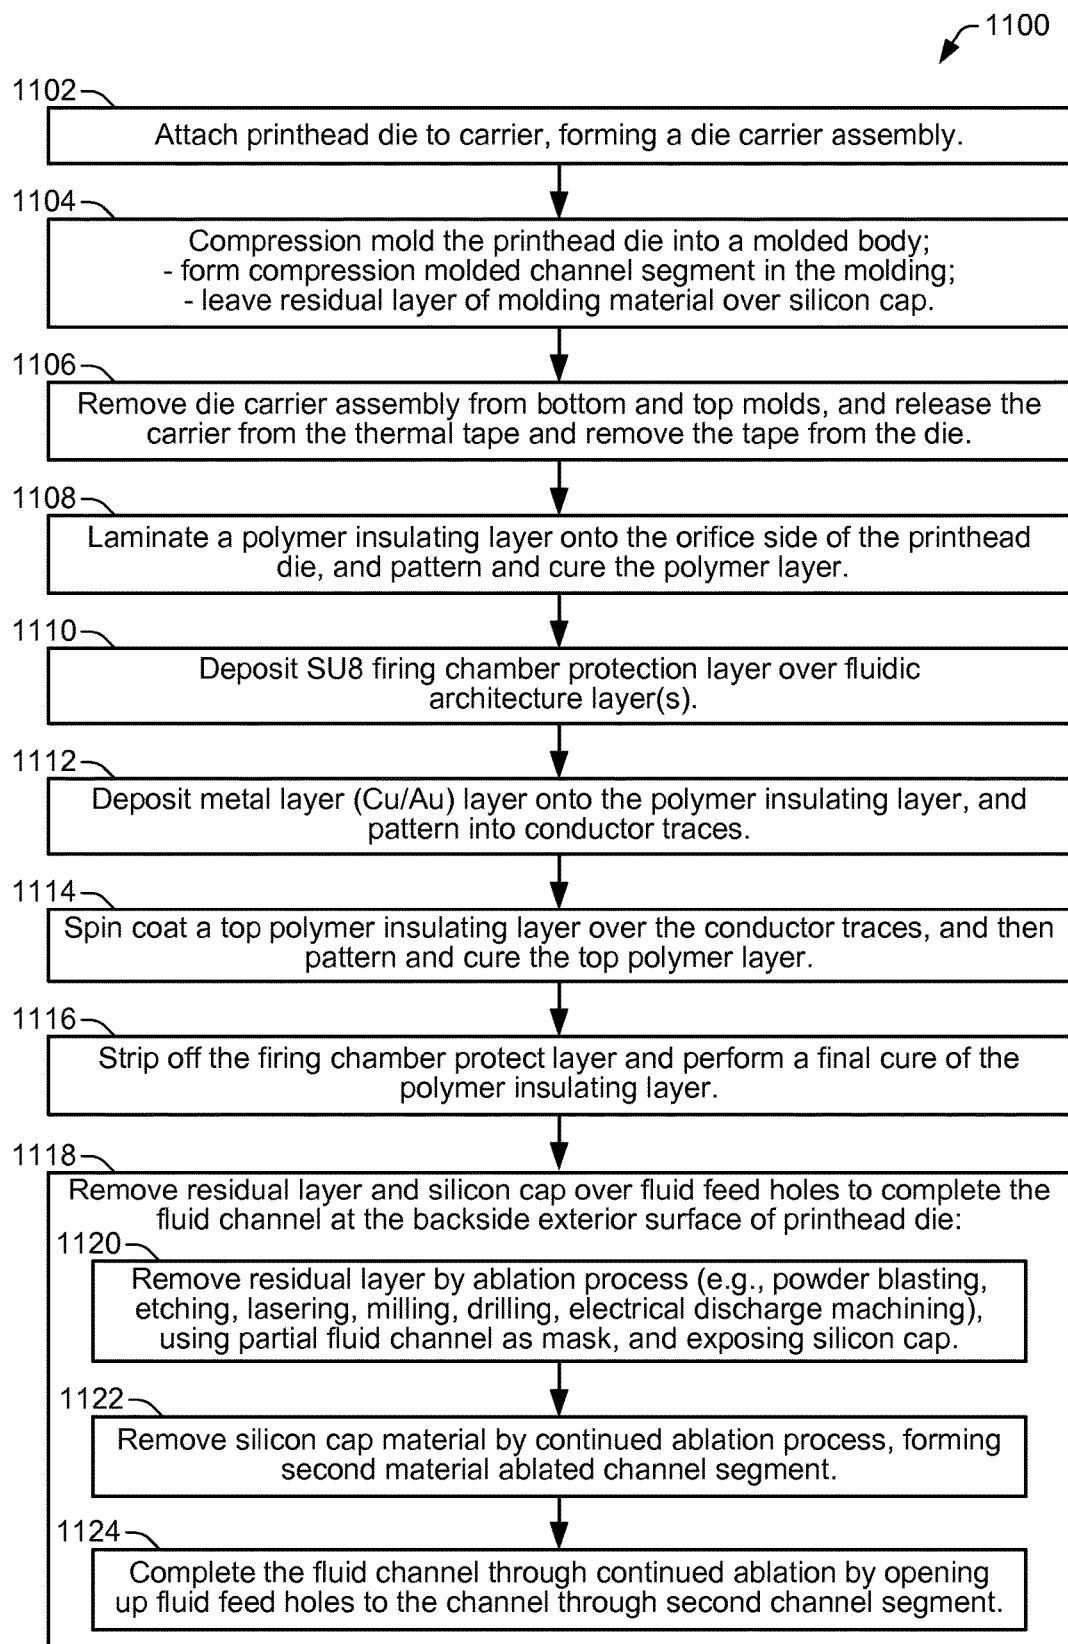 1100
1102
Attach printhead die to carrier, forming a die carrier assembly.
1104
Compression mold the printhead die into a molded body;
- form compression molded channel segment in the molding;
- leave residual layer of molding material over silicon cap.
1106
Remove die carrier assembly from bottom and top molds, and release the
carrier from the thermal tape and remove the tape from the die.
1108
Laminate a polymer insulating layer onto the orifice side of the printhead
die, and pattern and cure the polymer layer.
1110
Deposit SU8 firing chamber protection layer over fluidic
architecture layer(s).
1112
Deposit metal layer (Cu/Au) layer onto the polymer insulating layer, and
pattern into conductor traces.
1114
Spin coat a top polymer insulating layer over the conductor traces, and then
pattern and cure the top polymer layer.
1116
Strip off the firing chamber protect layer and perform a final cure of the
polymer insulating layer.
1118
Remove residual layer and silicon cap over fluid feed holes to complete the
fluid channel at the backside exterior surface of printhead die:
1120
Remove residual layer by ablation process (e.g., powder blasting,
etching, lasering, milling, drilling, electrical discharge machining),
using partial fluid channel as mask, and exposing silicon cap.
1122
Remove silicon cap material by continued ablation process, forming
second material ablated channel segment.
1124
Complete the fluid channel through continued ablation by opening
up fluid feed holes to the channel through second channel segment.